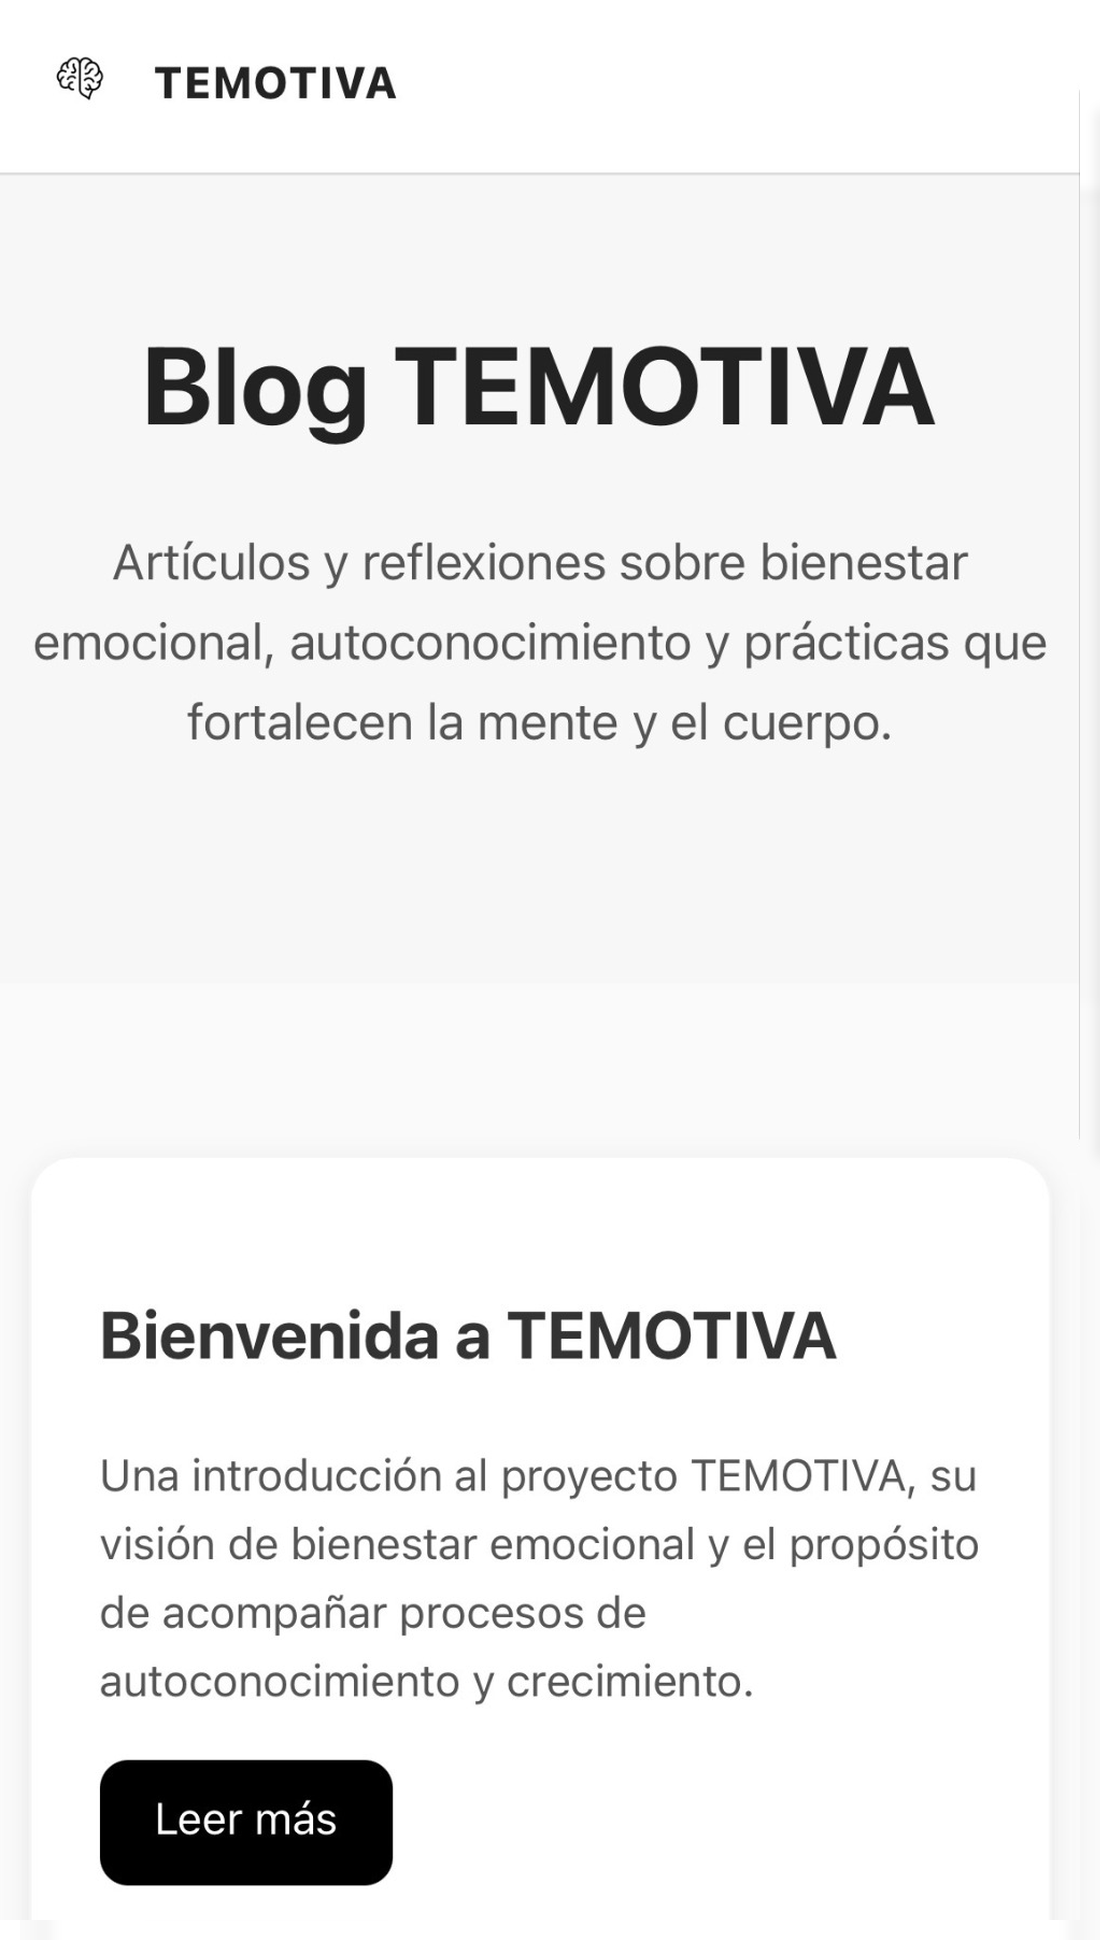 TEMOTIVA
Blog TEMOTIVA
Artículos y reflexiones sobre bienestar
emocional, autoconocimiento y prácticas que
fortalecen la mente y el cuerpo.
Bienvenida a TEMOTIVA
Una introducción al proyecto TEMOTIVA, su
visión de bienestar emocional y el propósito
de acompañar procesos de
autoconocimiento y crecimiento.
Leer más